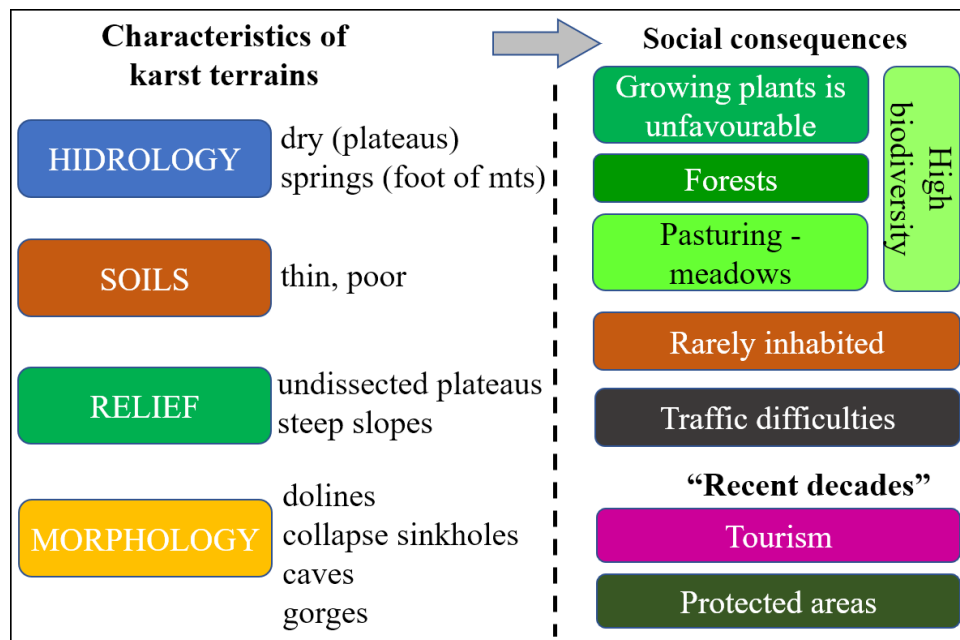 Characteristics of
karst terrains
HIDROLOGY
dry (plateaus)
springs (foot of mts)
SOILS
thin, poor
RELIEF
undissected plateaus
steep slopes
MORPHOLOGY
dolines
collapse sinkholes
caves
gorges
Social consequences
Growing plants is
unfavourable
Forests
Pasturing -
meadows
High
biodiversity
Rarely inhabited
Traffic difficulties
“Recent decades”
Tourism
Protected areas